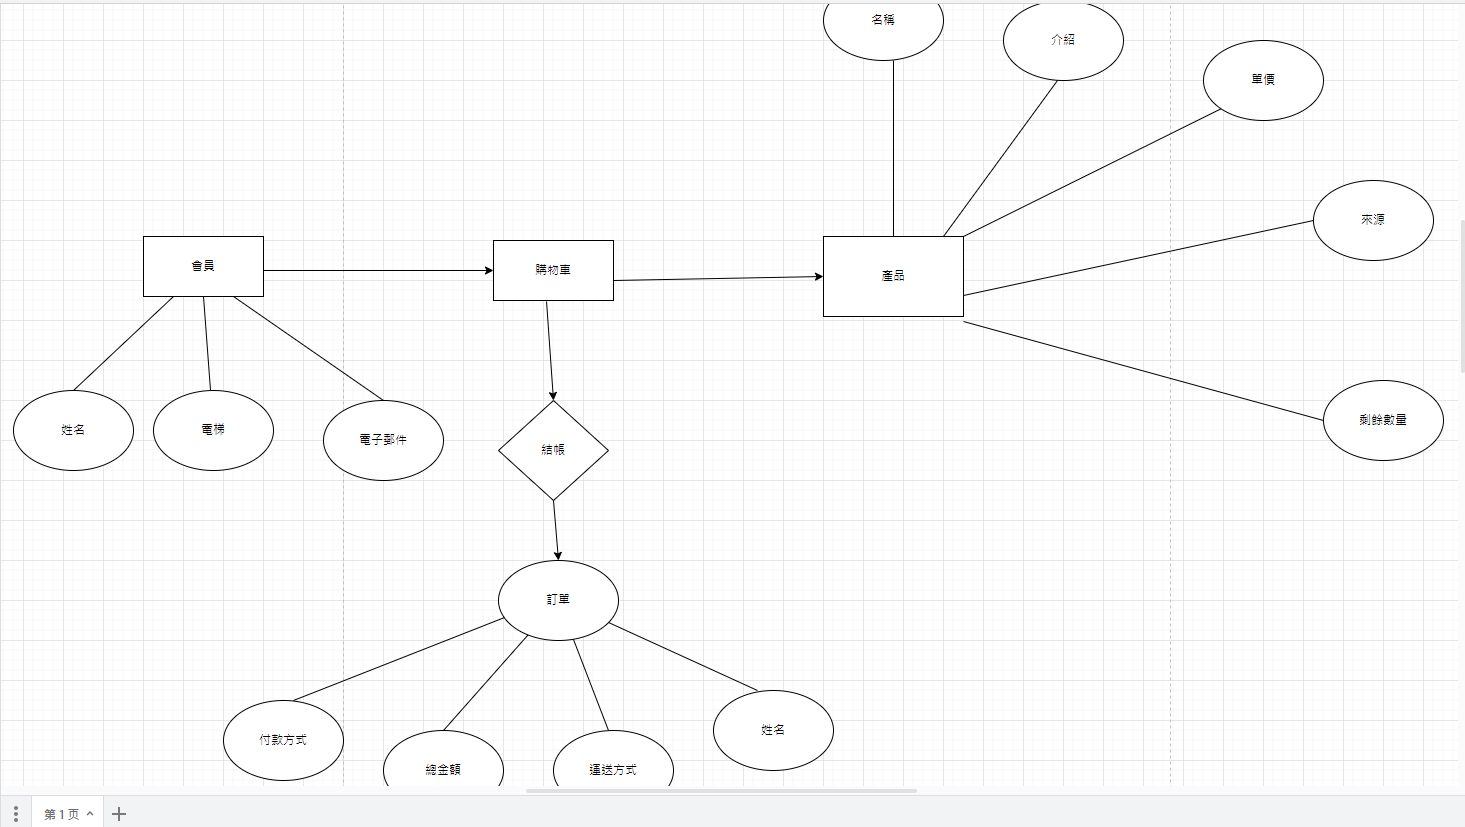 名稱
介紹
單價
來源
會員
購物車
產品
姓名
電梯
電子郵件
結帳
剩餘數量
訂單
付款方式
總金額
運送方式
姓名
第 1 页